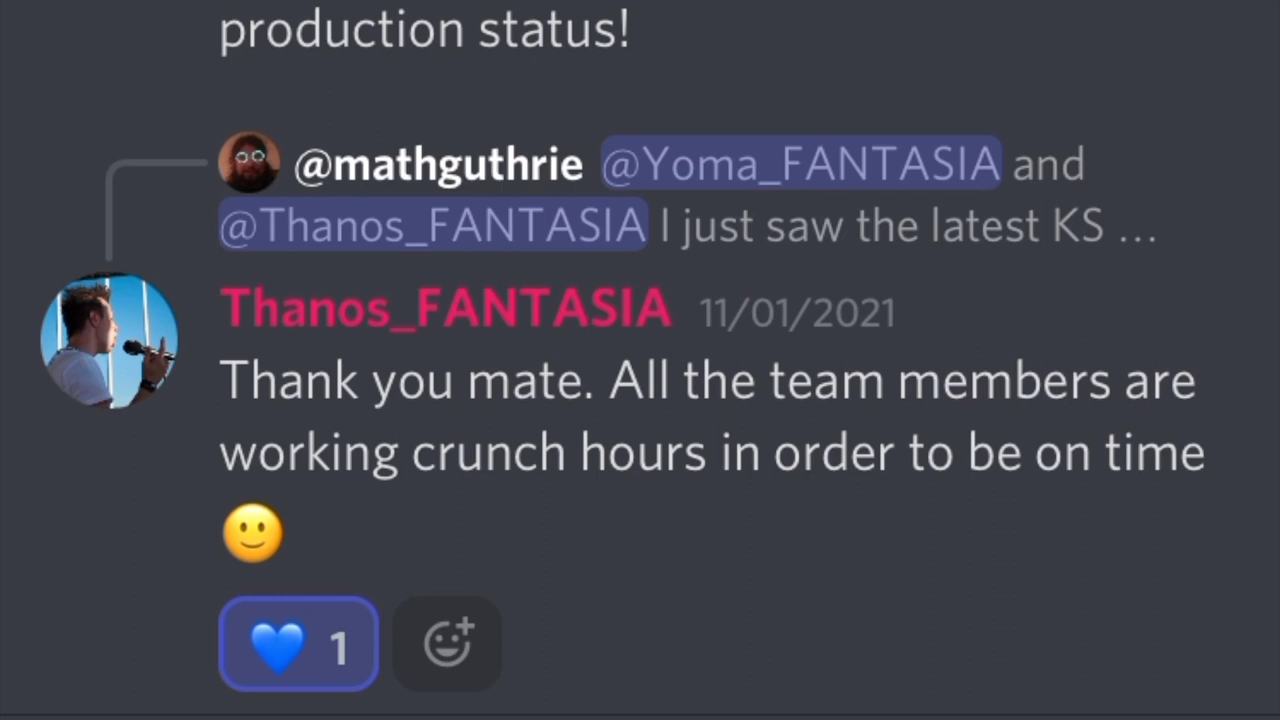 production status!
@mathguthrie @Yoma_FANTASIA and
@Thanos_FANTASIA I just saw the latest KS ...
Thanos_FANTASIA 11/01/2021
Thank you mate. All the team members are
working crunch hours in order to be on time
🙂
💙 1